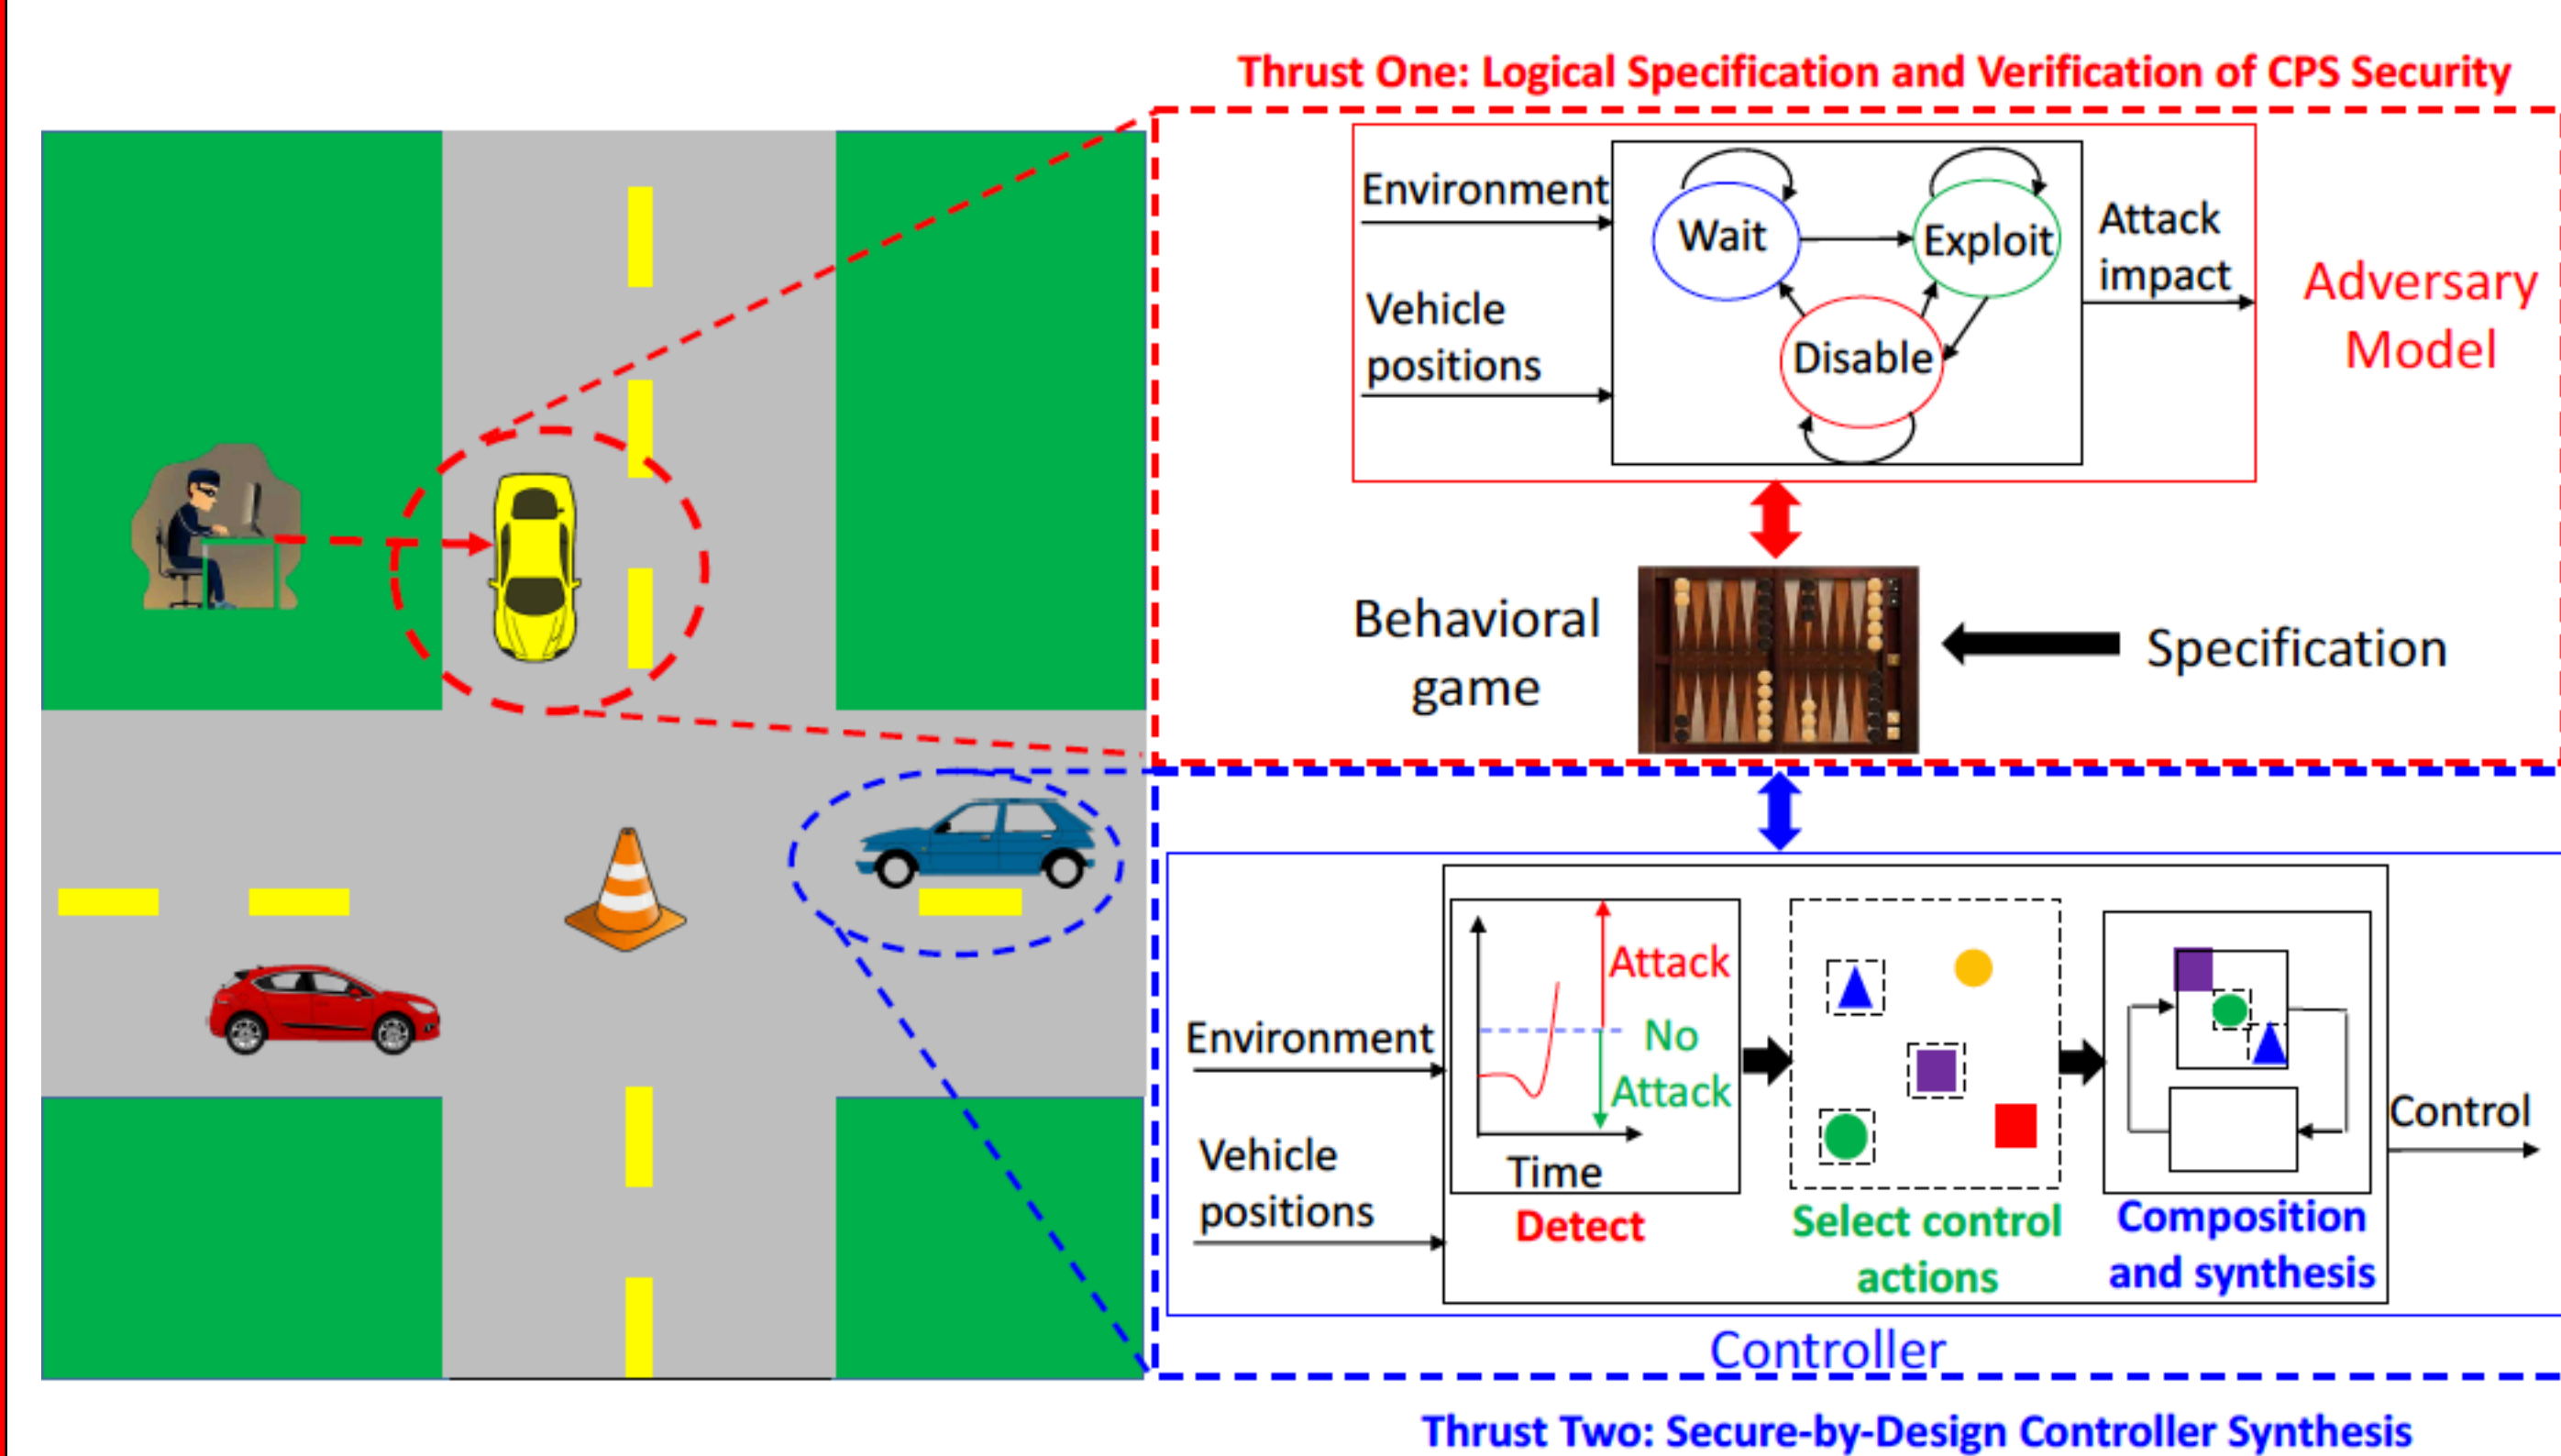 Thrust One: Logical Specification and Verification of CPS Security
Environment
Vehicle
positions
Wait
Exploit
Disable
Attack
impact
Adversary
Model
Behavioral
game
Specification
Environment
Vehicle
positions
Attack
No
Attack
Time
Detect
Select control
actions
Composition
and synthesis
Control
Controller
Thrust Two: Secure-by-Design Controller Synthesis